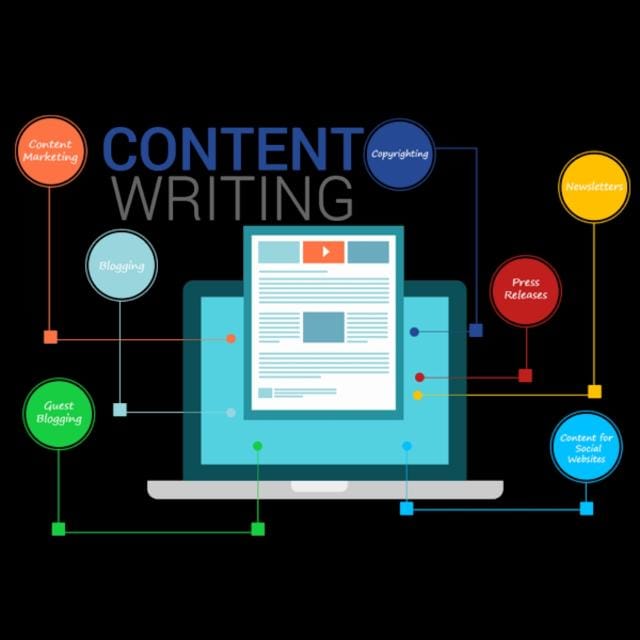 CONTENT
WRITING
Content
Marketing
Copyrighting
Newsletters
Blogging
Press
Releases
Guest
Blogging
Content for
Social
Websites